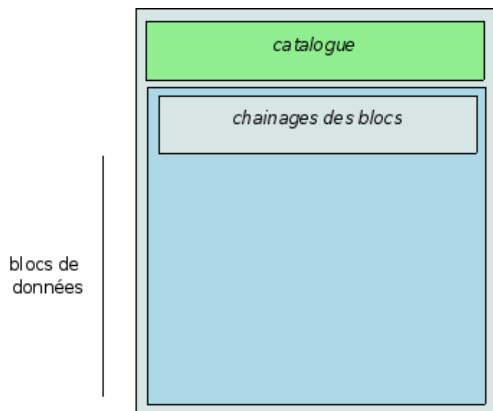 catalogue
chainages des blocs
blocs de
données